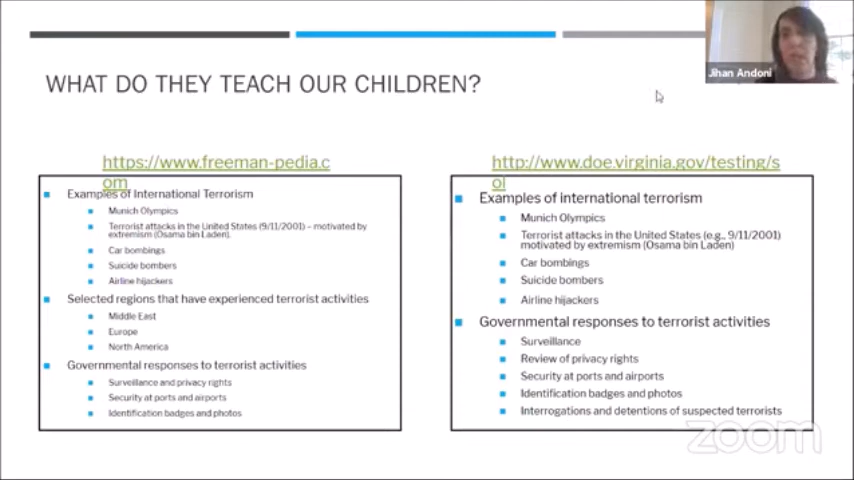 Jihan Andoni
WHAT DO THEY TEACH OUR CHILDREN?
https://www.freeman-pedia.c
om
Examples of International Terrorism
Munich Olympics
Terrorist attacks in the United States (9/11/2001) – motivated by
extremism (Osama bin Laden).
Car bombings
Suicide bombers
Airline hijackers
Selected regions that have experienced terrorist activities
Middle East
Europe
North America
Governmental responses to terrorist activities
Surveillance and privacy rights
Security at ports and airports
Identification badges and photos
http://www.doe.virginia.gov/testing/s
ol
Examples of international terrorism
Munich Olympics
Terrorist attacks in the United States (e.g., 9/11/2001)
motivated by extremism (Osama bin Laden)
Car bombings
Suicide bombers
Airline hijackers
Governmental responses to terrorist activities
Surveillance
Review of privacy rights
Security at ports and airports
Identification badges and photos
Interrogations and detentions of suspected terrorists
zoom